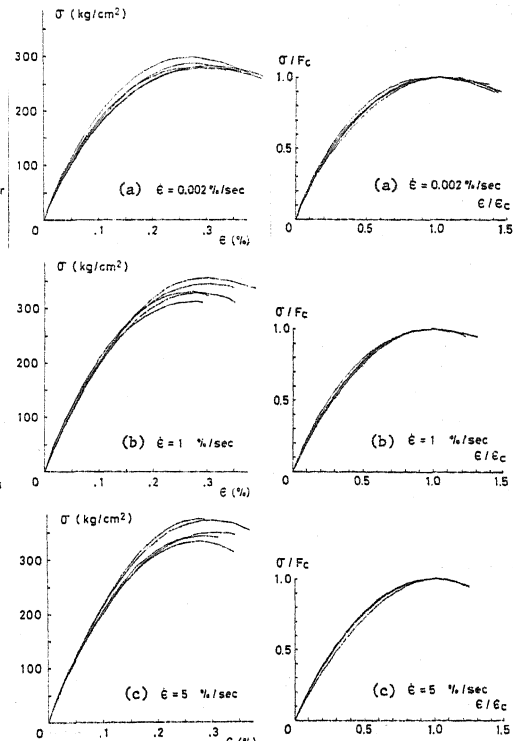 σ (kg/cm²)
300
200
100
0
.1
.2
.3
ε (%)
(a) ε̇ = 0.002 %/sec
σ/Fc
1.0
0.5
0
0.5
1.0
1.5
(a) ε̇ = 0.002 %/sec
ε/εc
σ (kg/cm²)
300
200
100
0
.1
.2
.3
ε (%)
(b) ε̇ = 1 %/sec
σ/Fc
1.0
0.5
0
0.5
1.0
1.5
(b) ε̇ = 1 %/sec
ε/εc
σ (kg/cm²)
300
200
100
0
.1
.2
.3
(c) ε̇ = 5 %/sec
ε (%)
σ/Fc
1.0
0.5
0
0.5
1.0
1.5
(c) ε̇ = 5 %/sec
ε/εc